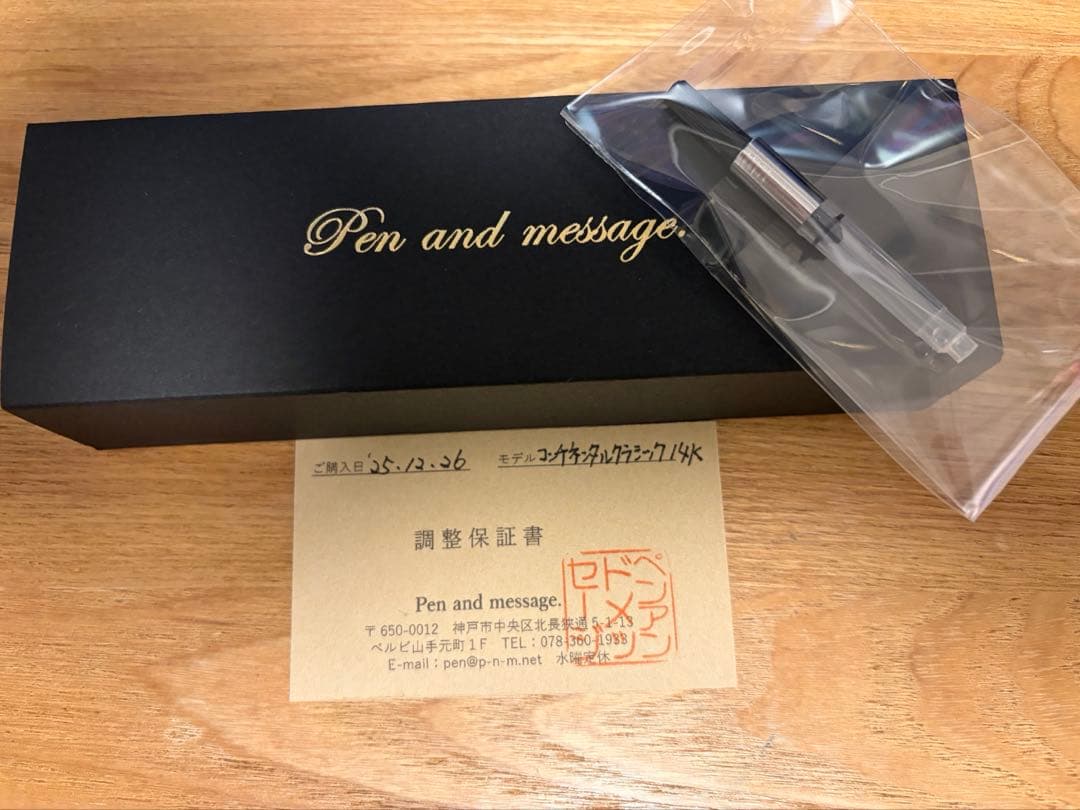 Pen and message.
ご購入日 '25.12.26 モデル コンチネンタルクラシック14K
調整保証書
Pen and message.
〒650-0012 神戸市中央区北長狭通5-1-13
ベルビ山手元町1F TEL：078-360-1933
E-mail：pen@p-n-m.net 水曜定休
ペンアン
ドメッ
セージ